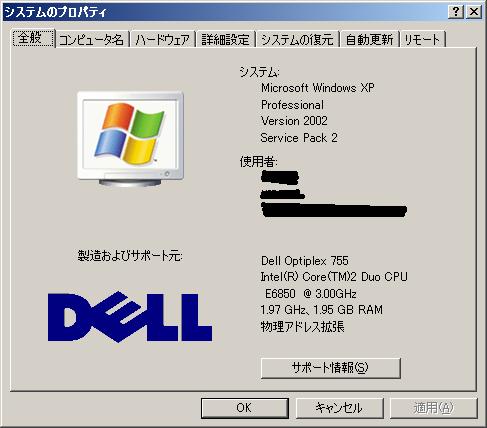 システムのプロパティ
全般 コンピュータ名 ハードウェア 詳細設定 システムの復元 自動更新 リモート
システム:
Microsoft Windows XP
Professional
Version 2002
Service Pack 2
使用者:
製造およびサポート元:
DELL
Dell Optiplex 755
Intel(R) Core(TM)2 Duo CPU
E6850 @ 3.00GHz
1.97 GHz、1.95 GB RAM
物理アドレス拡張
サポート情報(S)
OK キャンセル 適用(A)